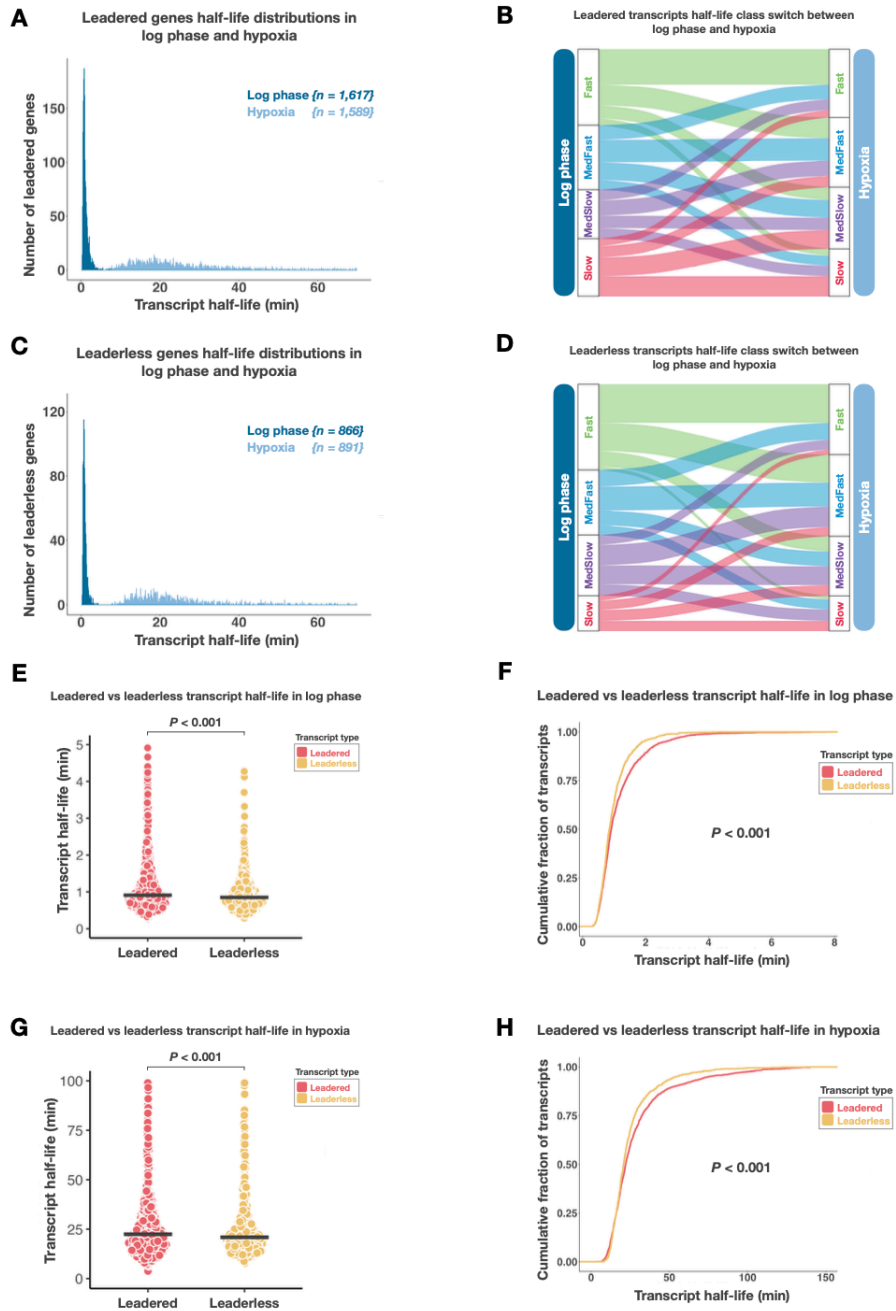 A
Leadered genes half-life distributions in
log phase and hypoxia
Number of leadered genes
150
100
50
0
Log phase {n = 1,617}
Hypoxia {n = 1,589}
0 20 40 60
Transcript half-life (min)
B
Leadered transcripts half-life class switch between
log phase and hypoxia
Log phase
Fast
MedFast
MedSlow
Slow
Fast
MedFast
MedSlow
Slow
Hypoxia
C
Leaderless genes half-life distributions in
log phase and hypoxia
Number of leaderless genes
120
80
40
0
Log phase {n = 866}
Hypoxia {n = 891}
0 20 40 60
Transcript half-life (min)
D
Leaderless transcripts half-life class switch between
log phase and hypoxia
Log phase
Fast
MedFast
MedSlow
Slow
Fast
MedFast
MedSlow
Slow
Hypoxia
E
Leadered vs leaderless transcript half-life in log phase
P < 0.001
Transcript type
Leadered
Leaderless
Transcript half-life (min)
5
4
3
2
1
0
Leadered Leaderless
F
Leadered vs leaderless transcript half-life in log phase
Cumulative fraction of transcripts
1.00
0.75
0.50
0.25
0.00
Transcript type
Leadered
Leaderless
P < 0.001
0 2 4 6 8
Transcript half-life (min)
G
Leadered vs leaderless transcript half-life in hypoxia
P < 0.001
Transcript type
Leadered
Leaderless
Transcript half-life (min)
100
75
50
25
0
Leadered Leaderless
H
Leadered vs leaderless transcript half-life in hypoxia
Cumulative fraction of transcripts
1.00
0.75
0.50
0.25
0.00
Transcript type
Leadered
Leaderless
P < 0.001
0 50 100 150
Transcript half-life (min)